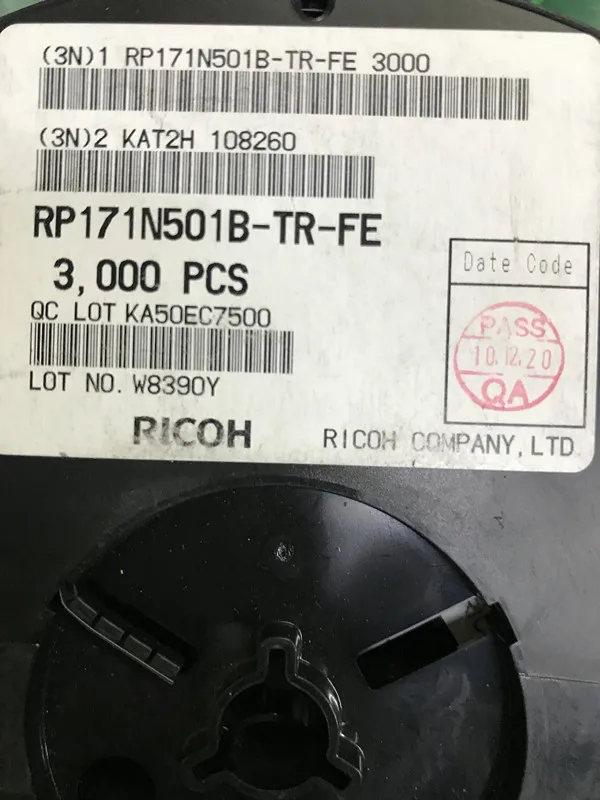 (3N)1 RP171N501B-TR-FE 3000
(3N)2 KAT2H 108260
RP171N501B-TR-FE
3,000 PCS
QC LOT KA50EC7500
LOT NO. W8390Y
Date Code
PASS
10.12.20
QA
RICOH
RICOH COMPANY, LTD